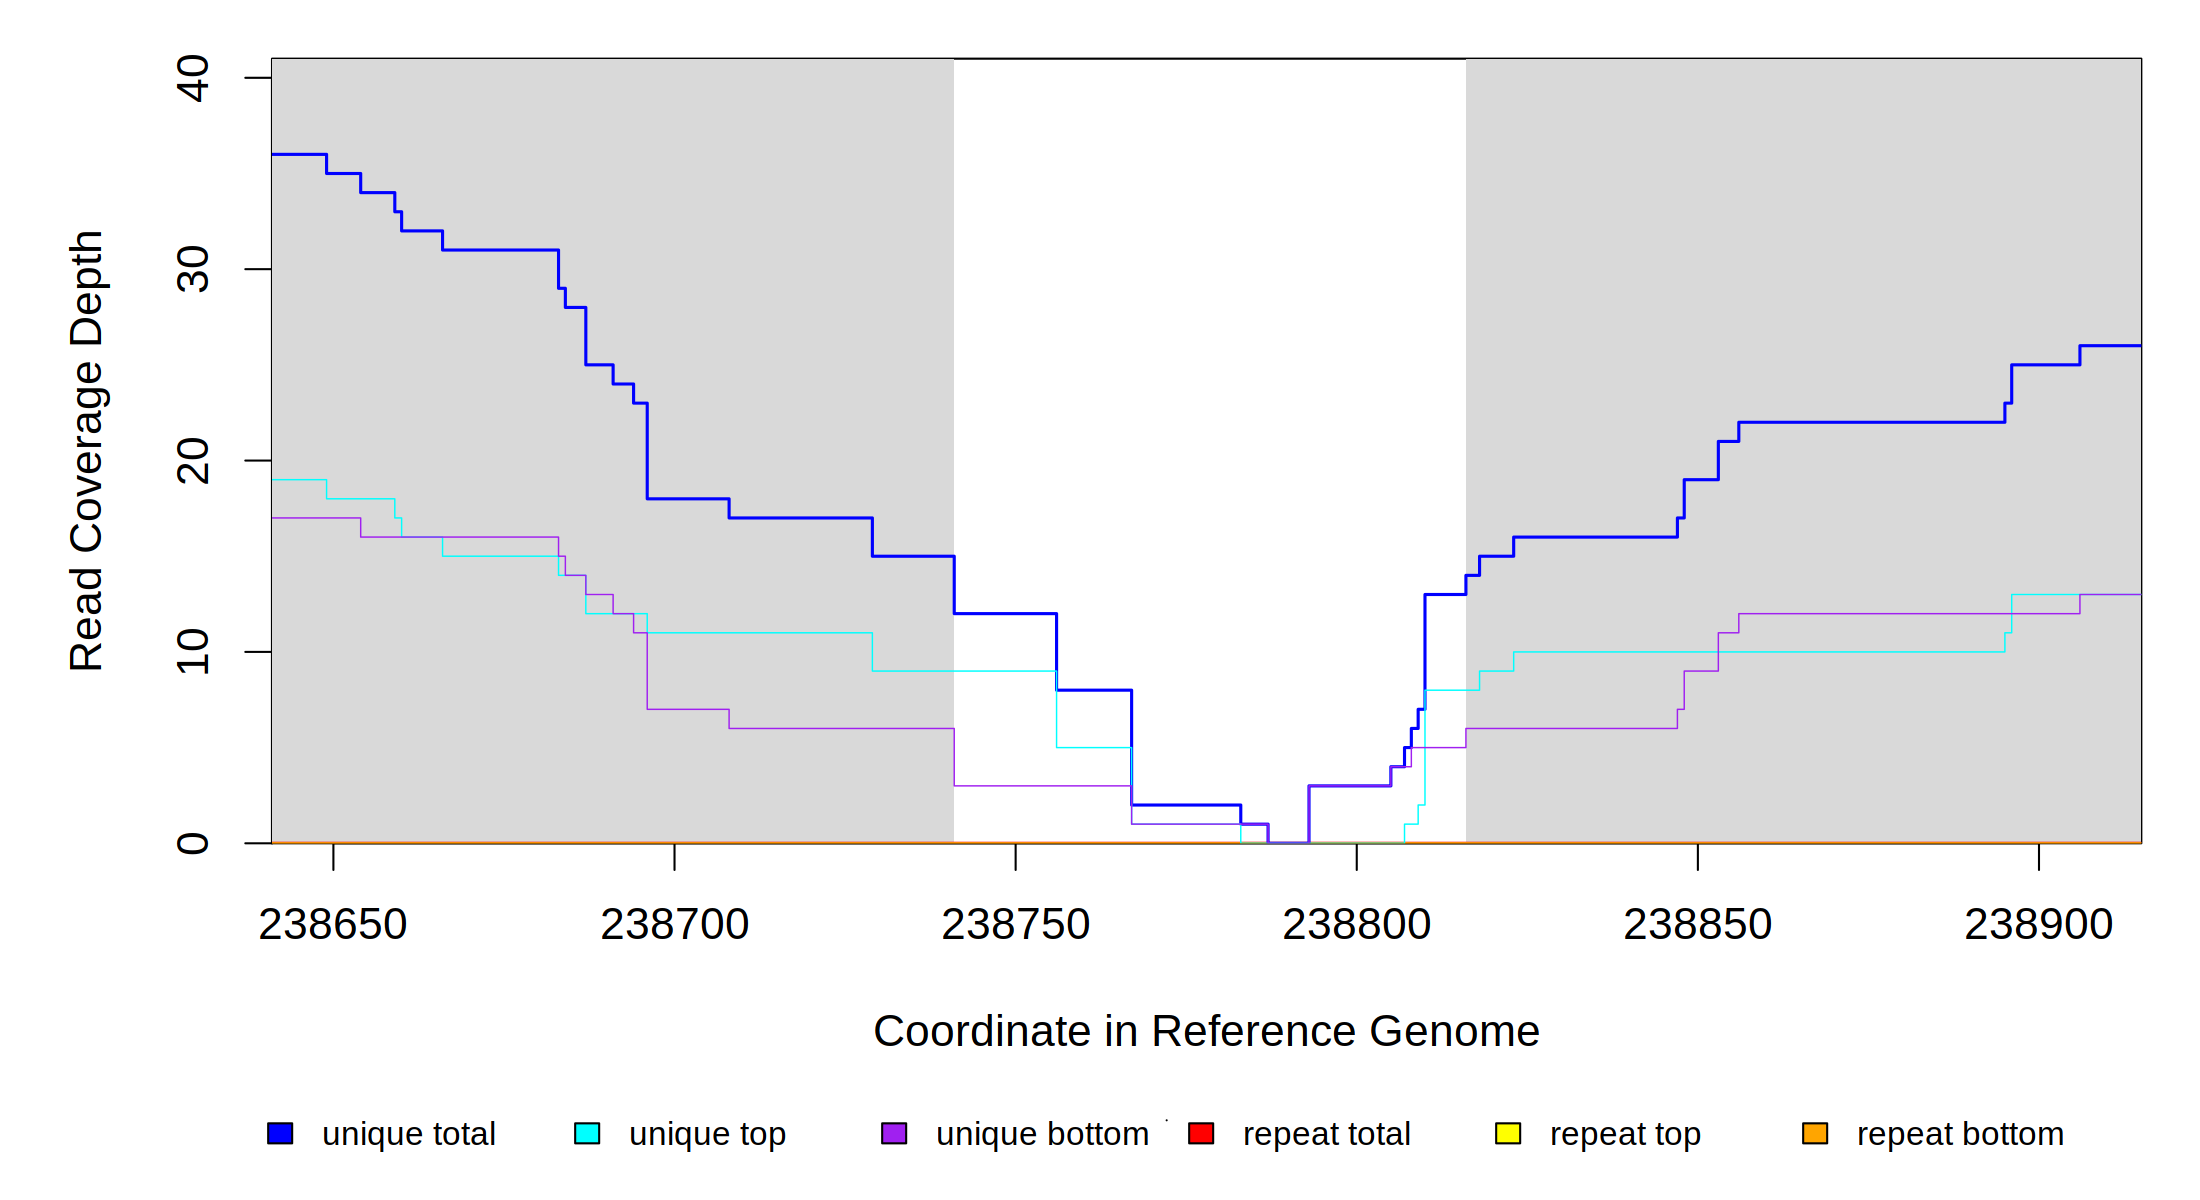 Read Coverage Depth
40
30
20
10
0
238650 238700 238750 238800 238850 238900
Coordinate in Reference Genome
unique total unique top unique bottom repeat total repeat top repeat bottom